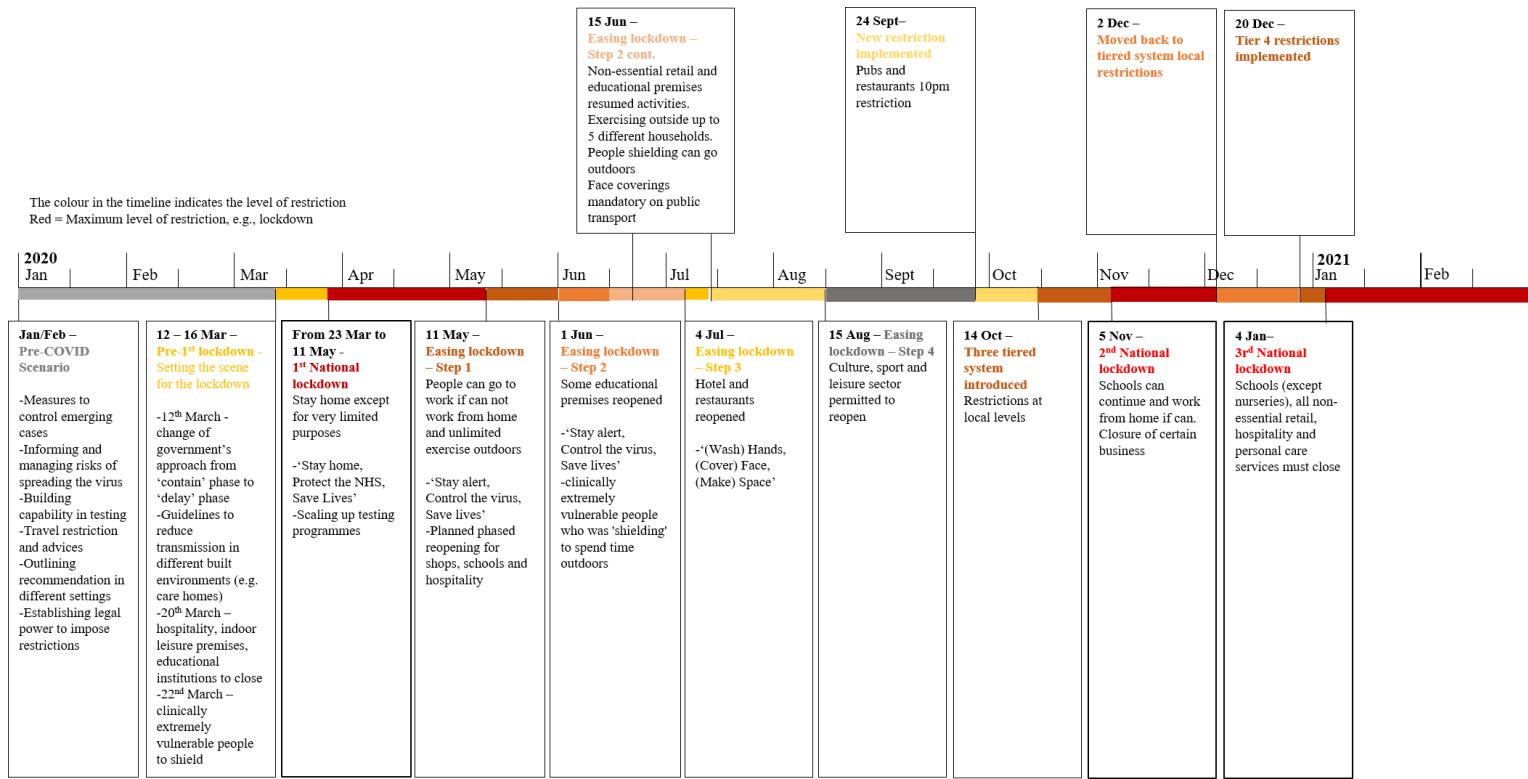 15 Jun –
Easing lockdown –
Step 2 cont.
Non-essential retail and
educational premises
resumed activities.
Exercising outside up to
5 different households.
People shielding can go
outdoors
Face coverings
mandatory on public
transport
24 Sept–
New restriction
implemented
Pubs and
restaurants 10pm
restriction
2 Dec –
Moved back to
tiered system local
restrictions
20 Dec –
Tier 4 restrictions
implemented
The colour in the timeline indicates the level of restriction
Red = Maximum level of restriction, e.g., lockdown
2020
Jan
Feb
Mar
Apr
May
Jun
Jul
Aug
Sept
Oct
Nov
Dec
2021
Jan
Feb
Jan/Feb –
Pre-COVID
Scenario
-Measures to
control emerging
cases
-Informing and
managing risks of
spreading the virus
-Building
capability in testing
-Travel restriction
and advices
-Outlining
recommendation in
different settings
-Establishing legal
power to impose
restrictions
12 – 16 Mar –
Pre-1st lockdown -
Setting the scene
for the lockdown
-12th March -
change of
government’s
approach from
‘contain’ phase to
‘delay’ phase
-Guidelines to
reduce
transmission in
different built
environments (e.g.
care homes)
-20th March –
hospitality, indoor
leisure premises,
educational
institutions to close
-22nd March –
clinically
extremely
vulnerable people
to shield
From 23 Mar to
11 May -
1st National
lockdown
Stay home except
for very limited
purposes
-‘Stay home,
Protect the NHS,
Save Lives’
-Scaling up testing
programmes
11 May –
Easing lockdown
– Step 1
People can go to
work if can not
work from home
and unlimited
exercise outdoors
-‘Stay alert,
Control the virus,
Save lives’
-Planned phased
reopening for
shops, schools and
hospitality
1 Jun –
Easing lockdown
– Step 2
Some educational
premises reopened
-‘Stay alert,
Control the virus,
Save lives’
-clinically
extremely
vulnerable people
who was 'shielding'
to spend time
outdoors
4 Jul –
Easing lockdown
– Step 3
Hotel and
restaurants
reopened
-‘(Wash) Hands,
(Cover) Face,
(Make) Space’
15 Aug – Easing
lockdown – Step 4
Culture, sport and
leisure sector
permitted to
reopen
14 Oct –
Three tiered
system
introduced
Restrictions at
local levels
5 Nov –
2nd National
lockdown
Schools can
continue and work
from home if can.
Closure of certain
business
4 Jan–
3rd National
lockdown
Schools (except
nurseries), all non-
essential retail,
hospitality and
personal care
services must close